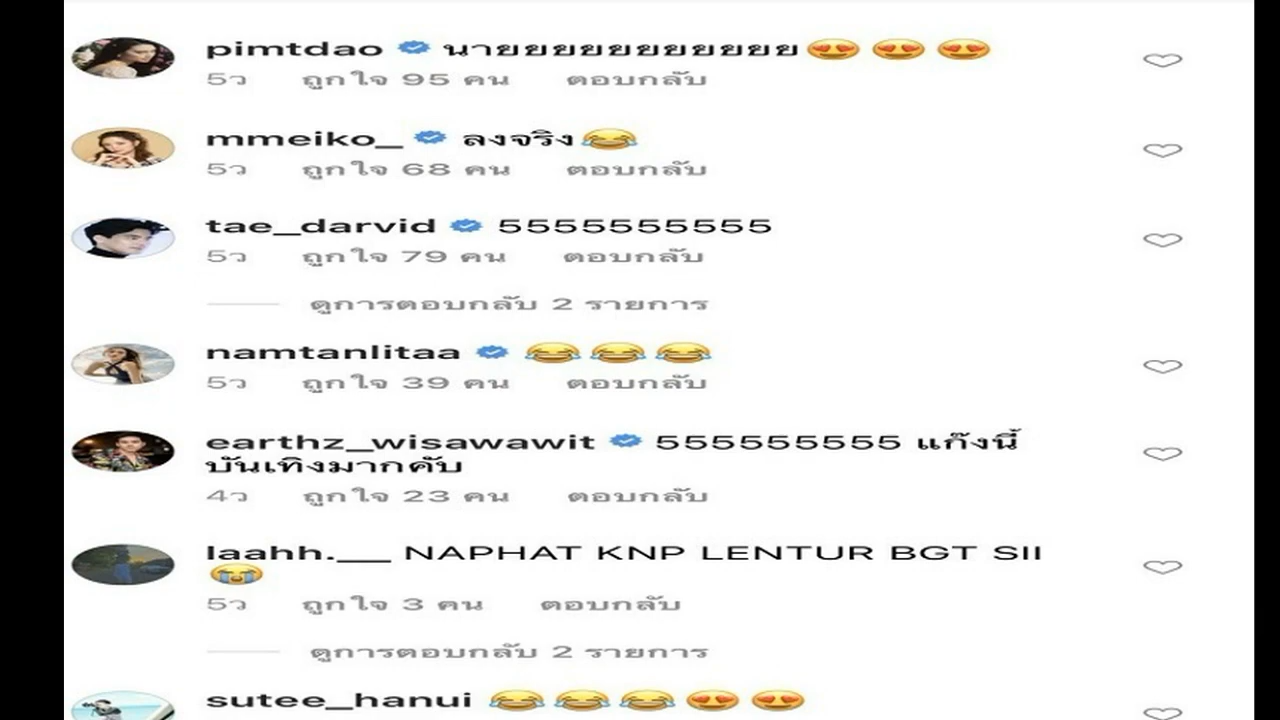 pimtdao นายยยยยยยยยยยย😍😍😍
5ว ถูกใจ 95 คน ตอบกลับ
mmeiko_ ลงจริง😂
5ว ถูกใจ 68 คน ตอบกลับ
tae_darvid 5555555555
5ว ถูกใจ 79 คน ตอบกลับ
ดูการตอบกลับ 2 รายการ
namtanlitaa 😂😂😂
5ว ถูกใจ 39 คน ตอบกลับ
earthz_wisawawit 555555555 แก๊งนี้
บันเทิงมากคับ
4ว ถูกใจ 23 คน ตอบกลับ
laahh.__ NAPHAT KNP LENTUR BGT SII
😭
5ว ถูกใจ 3 คน ตอบกลับ
ดูการตอบกลับ 2 รายการ
sutee_hanui 😂😂😂😍😍